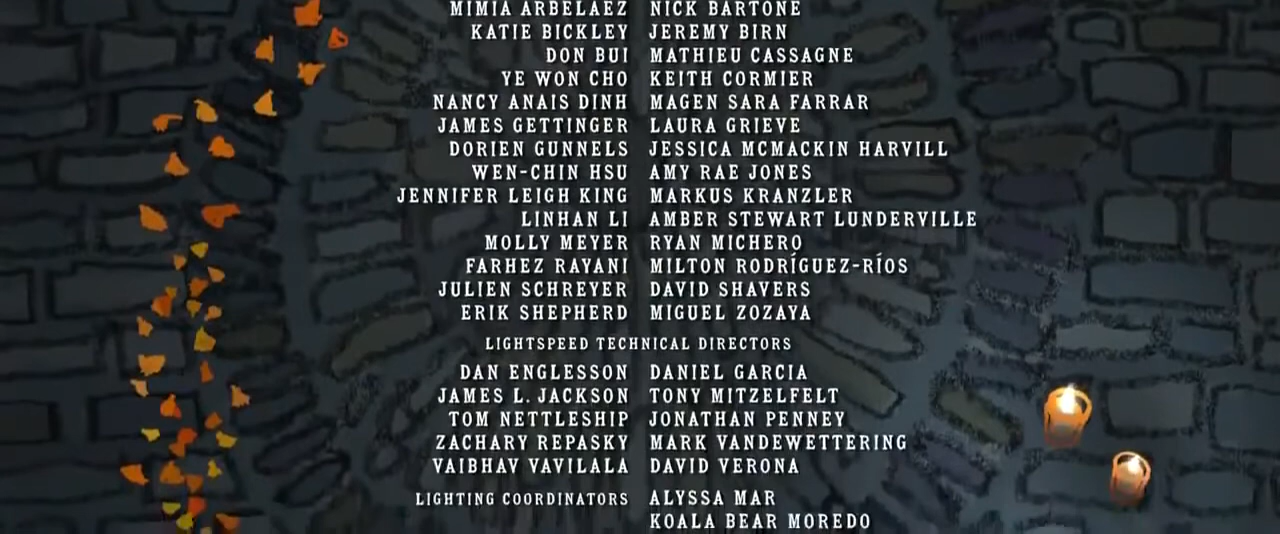 MIMIA ARBELAEZ NICK BARTONE
KATIE BICKLEY JEREMY BIRN
DON BUI MATHIEU CASSAGNE
YE WON CHO KEITH CORMIER
NANCY ANAIS DINH MAGEN SARA FARRAR
JAMES GETTINGER LAURA GRIEVE
DORIEN GUNNELS JESSICA MCMACKIN HARVILL
WEN-CHIN HSU AMY RAE JONES
JENNIFER LEIGH KING MARKUS KRANZLER
LINHAN LI AMBER STEWART LUNDERVILLE
MOLLY MEYER RYAN MICHERO
FARHEZ RAYANI MILTON RODRÍGUEZ-RÍOS
JULIEN SCHREYER DAVID SHAVERS
ERIK SHEPHERD MIGUEL ZOZAYA
LIGHTSPEED TECHNICAL DIRECTORS
DAN ENGLESSON DANIEL GARCIA
JAMES L. JACKSON TONY MITZELFELT
TOM NETTLESHIP JONATHAN PENNEY
ZACHARY REPASKY MARK VANDEWETTERING
VAIBHAV VAVILALA DAVID VERONA
LIGHTING COORDINATORS ALYSSA MAR
KOALA BEAR MOREDO